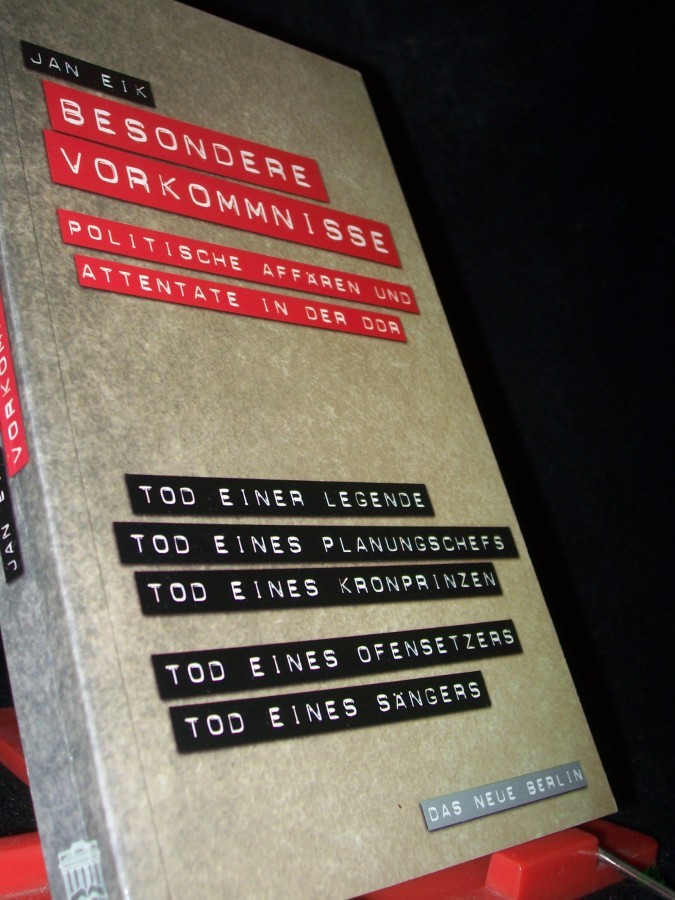 JAN EIK
BESONDERE
VORKOMMNISSE
POLITISCHE AFFÄREN UND
ATTENTATE IN DER DDR
TOD EINER LEGENDE
TOD EINES PLANUNGSCHEFS
TOD EINES KRONPRINZEN
TOD EINES OFENSETZERS
TOD EINES SÄNGERS
DAS NEUE BERLIN